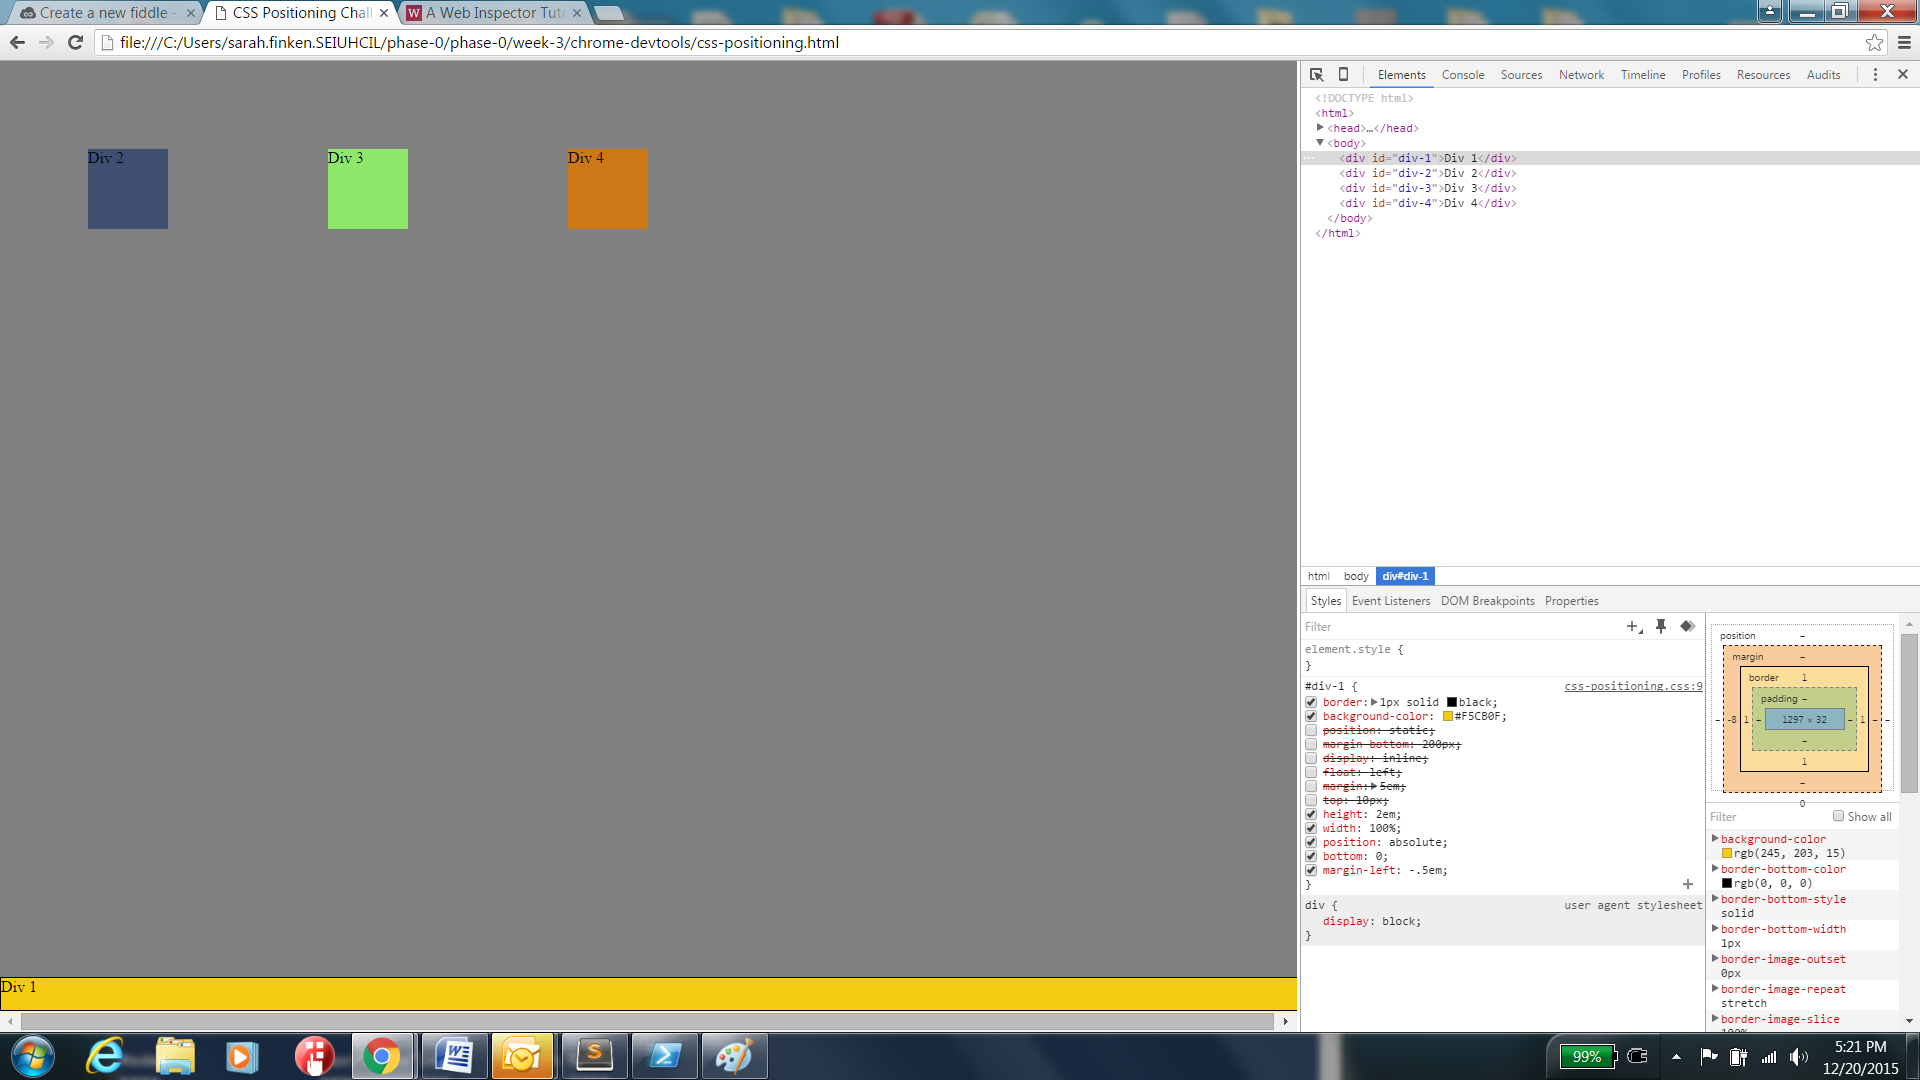 Create a new fiddle -
CSS Positioning Chal
A Web Inspector Tut
file:///C:/Users/sarah.finken.SEIUHCIL/phase-0/phase-0/week-3/chrome-devtools/css-positioning.html
Div 2
Div 3
Div 4
Div 1
Elements Console Sources Network Timeline Profiles Resources Audits
<!DOCTYPE html>
<html>
<head>…</head>
<body>
<div id="div-1">Div 1</div>
<div id="div-2">Div 2</div>
<div id="div-3">Div 3</div>
<div id="div-4">Div 4</div>
</body>
</html>
html body div#div-1
Styles Event Listeners DOM Breakpoints Properties
Filter
element.style {
}
#div-1 { css-positioning.css:9
border: 1px solid black;
background-color: #F5CB0F;
position: static;
margin-bottom: 200px;
display: inline;
float: left;
margin: 5em;
top: 10px;
height: 2em;
width: 100%;
position: absolute;
bottom: 0;
margin-left: -.5em;
}
div { user agent stylesheet
display: block;
}
position –
margin –
border 1
padding –
– -8 1 – 1297 × 32 – 1 – –
–
1
–
0
Filter Show all
background-color
rgb(245, 203, 15)
border-bottom-color
rgb(0, 0, 0)
border-bottom-style
solid
border-bottom-width
1px
border-image-outset
0px
border-image-repeat
stretch
border-image-slice
100%
99%
5:21 PM
12/20/2015